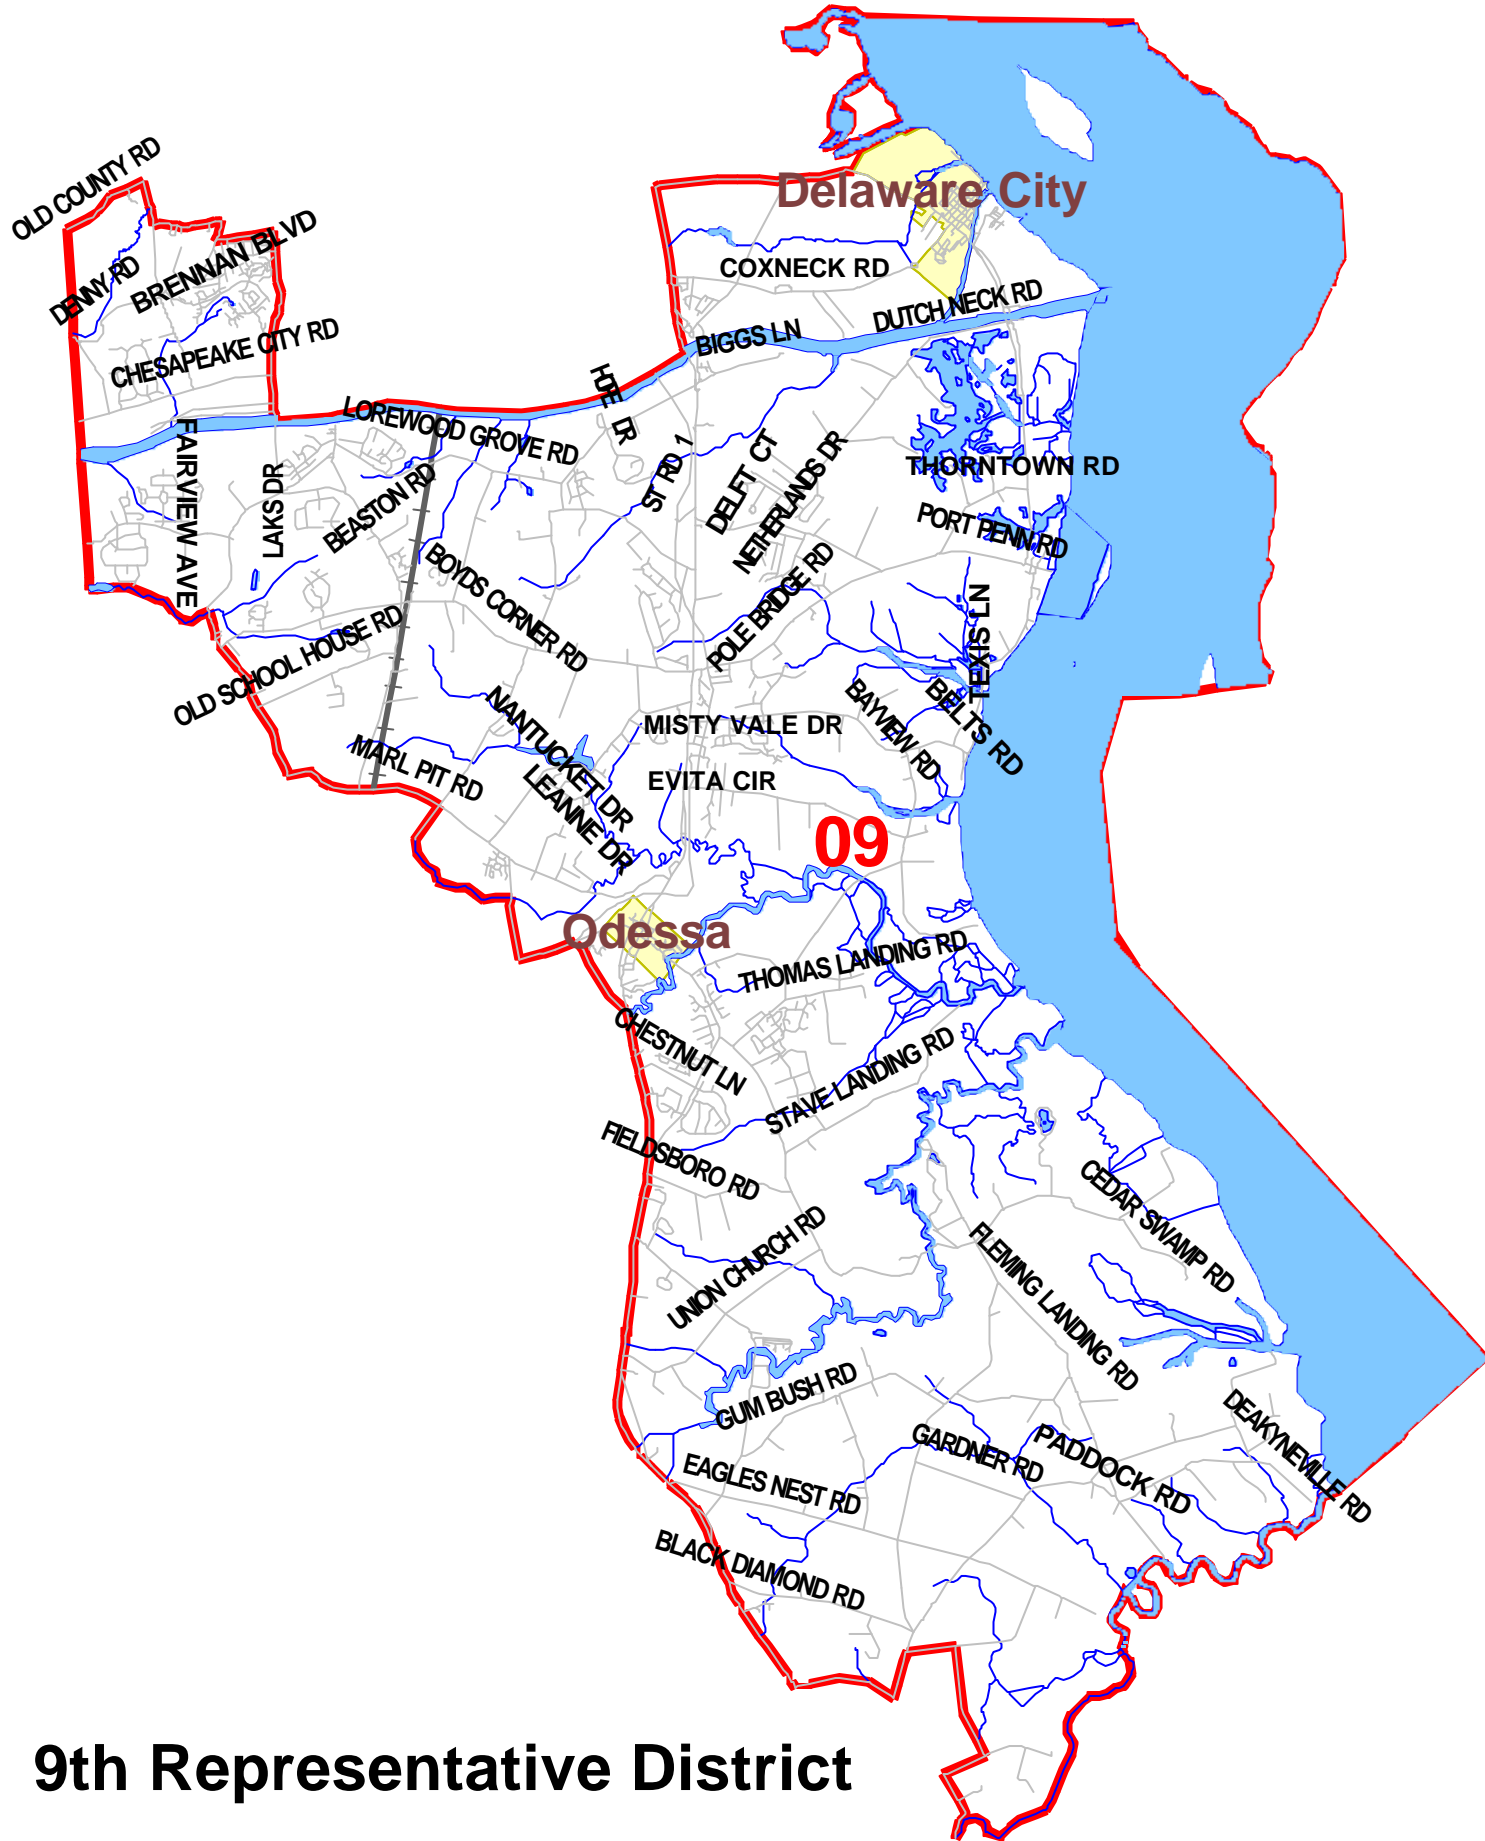 OLD COUNTY RD
Delaware City
DENNY RD
BRENNAN BLVD
COXNECK RD
CHESAPEAKE CITY RD
BIGGS LN
DUTCH NECK RD
LOREWOOD GROVE RD
ST RD 1
DELFT CT
NETHERLANDS DR
THORNTOWN RD
FAIRVIEW AVE
LAKS DR
BEASTON RD
PORT PENN RD
BOYDS CORNER RD
POLE BRIDGE RD
TEXIS LN
OLD SCHOOL HOUSE RD
NANTUCKET DR
MISTY VALE DR
BAYVIEW RD
BELTS RD
MARL PIT RD
LEANNE DR
EVITA CIR
09
Odessa
THOMAS LANDING RD
CHESTNUT LN
STAVE LANDING RD
FIELDSBORO RD
CEDAR SWAMP RD
UNION CHURCH RD
FLEMING LANDING RD
GUM BUSH RD
GARDNER RD
PADDOCK RD
DEAKYNEVILLE RD
EAGLES NEST RD
BLACK DIAMOND RD
9th Representative District